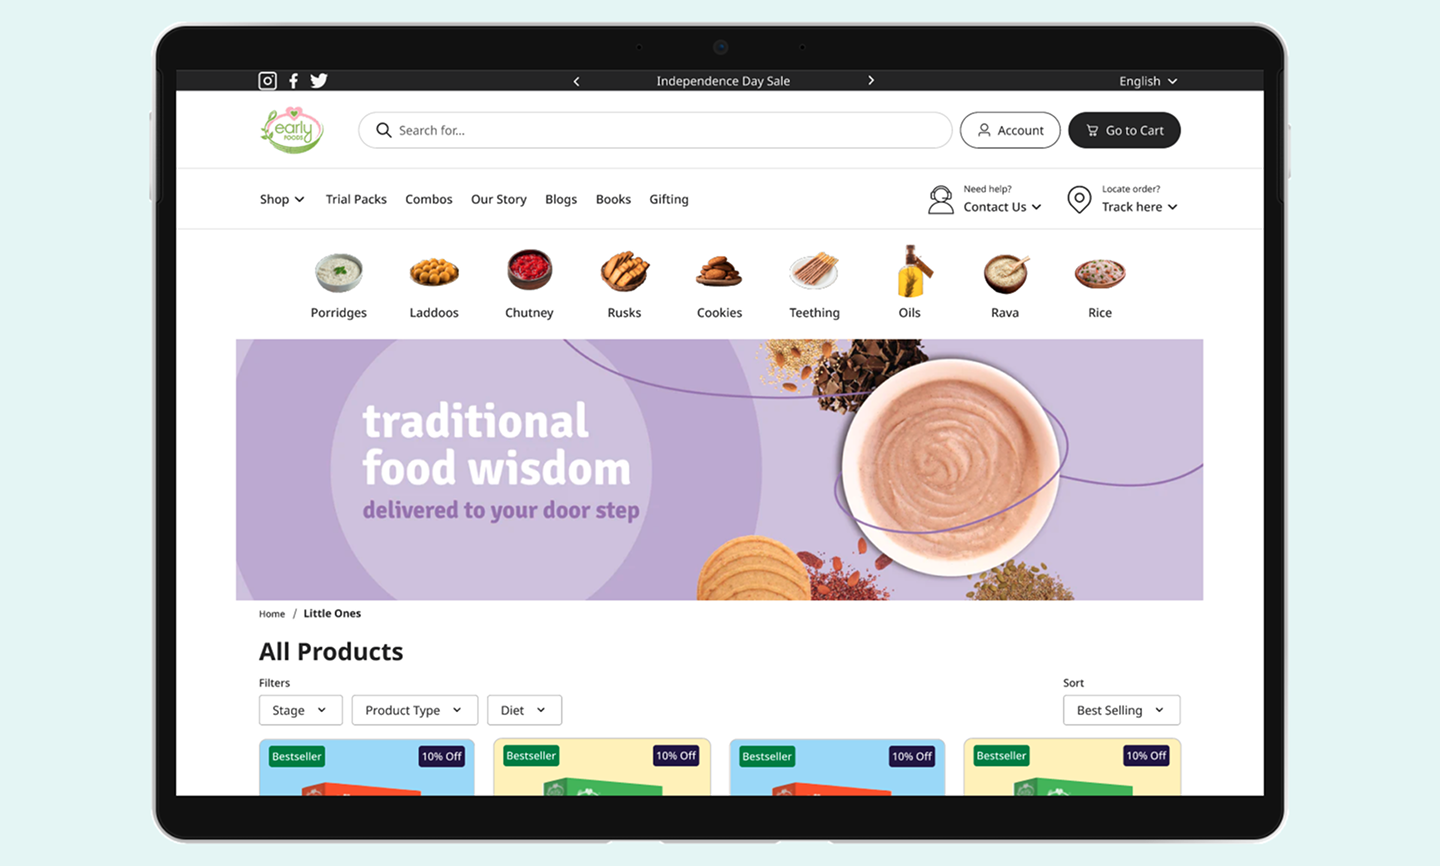 Independence Day Sale
English
early
FOODS
Search for...
Account
Go to Cart
Shop
Trial Packs
Combos
Our Story
Blogs
Books
Gifting
Need help?
Contact Us
Locate order?
Track here
Porridges
Laddoos
Chutney
Rusks
Cookies
Teething
Oils
Rava
Rice
traditional
food wisdom
delivered to your door step
Home / Little Ones
All Products
Filters
Sort
Stage
Product Type
Diet
Best Selling
Bestseller
10% Off
Bestseller
10% Off
Bestseller
10% Off
Bestseller
10% Off